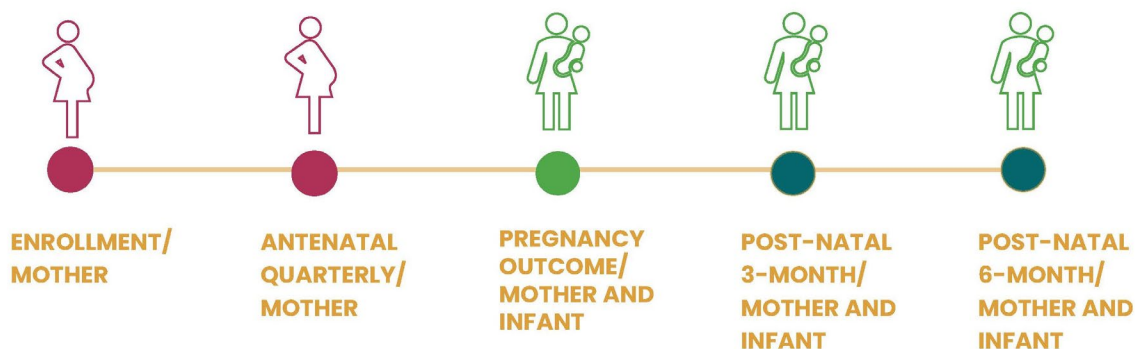 ENROLLMENT/
MOTHER
ANTENATAL
QUARTERLY/
MOTHER
PREGNANCY
OUTCOME/
MOTHER AND
INFANT
POST-NATAL
3-MONTH/
MOTHER AND
INFANT
POST-NATAL
6-MONTH/
MOTHER AND
INFANT